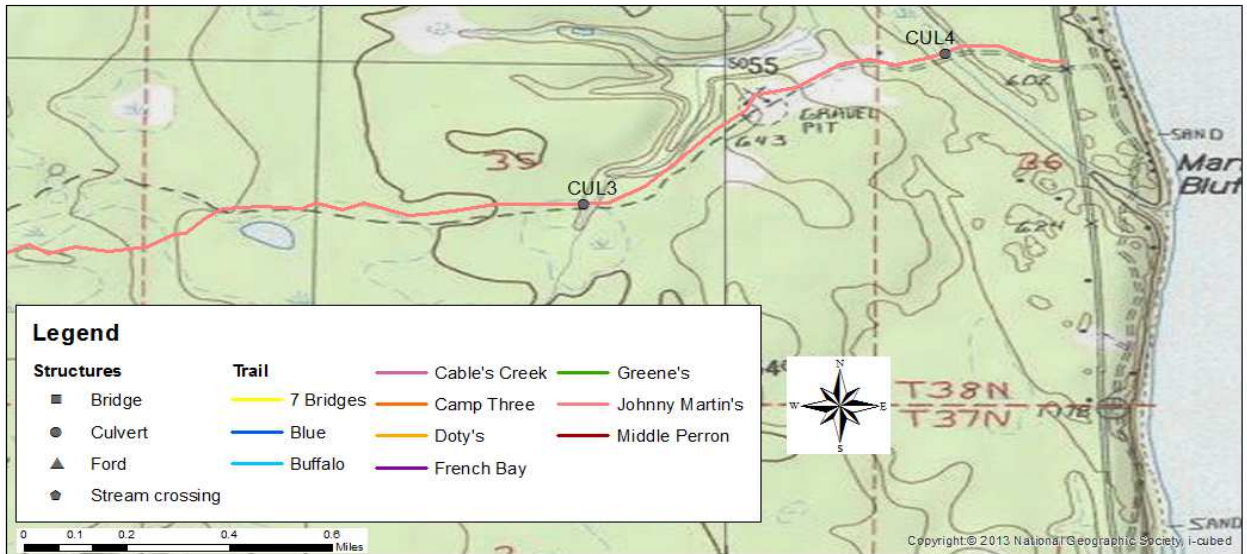 CUL4
5055
602
GRAVEL
PIT
643
SAND
35
36
Mar
Bluf
CUL3
624
Legend
Structures
Bridge
Culvert
Ford
Stream crossing
Trail
7 Bridges
Blue
Buffalo
Cable's Creek
Camp Three
Doty's
French Bay
Greene's
Johnny Martin's
Middle Perron
N
W
E
S
T38N
T37N
SAND
0 0.1 0.2 0.4 0.6
Miles
Copyright:© 2013 National Geographic Society, i-cubed